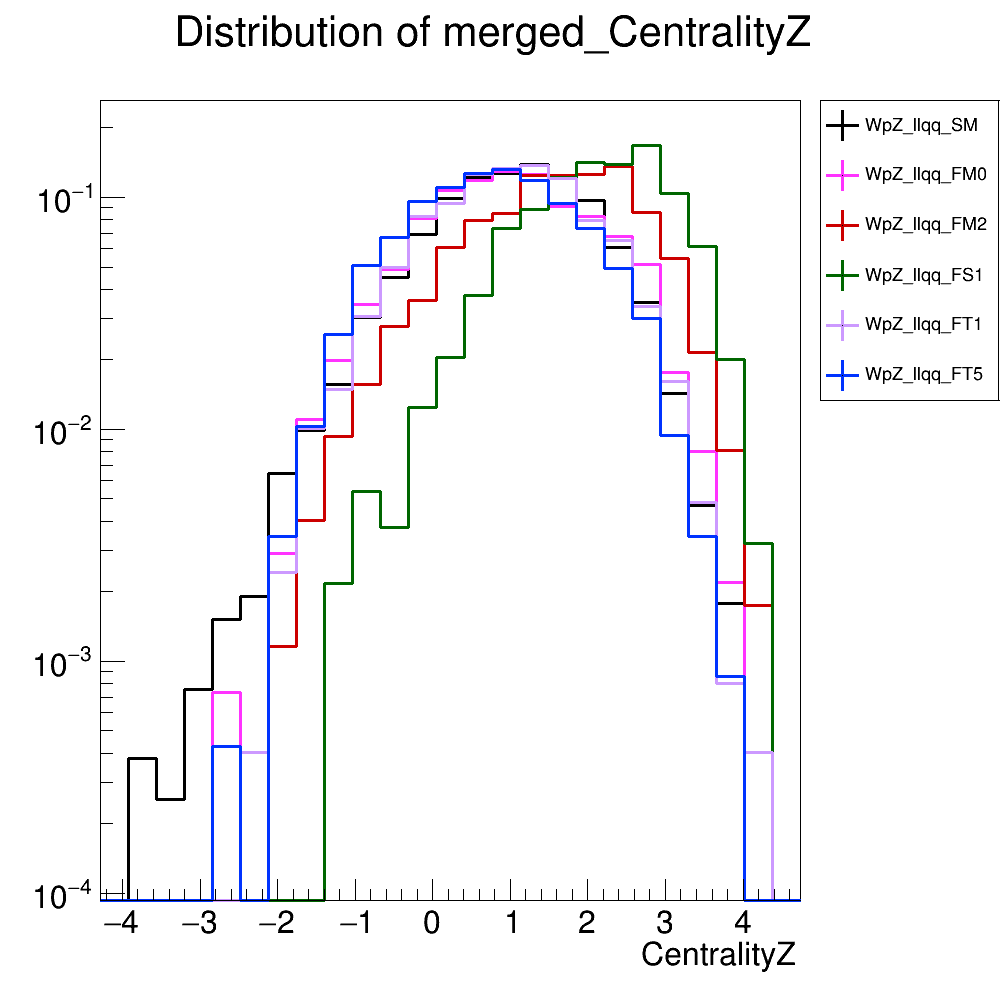 Distribution of merged_CentralityZ
WpZ_llqq_SM
WpZ_llqq_FM0
WpZ_llqq_FM2
WpZ_llqq_FS1
WpZ_llqq_FT1
WpZ_llqq_FT5
10⁻¹
10⁻²
10⁻³
10⁻⁴
−4 −3 −2 −1 0 1 2 3 4
CentralityZ